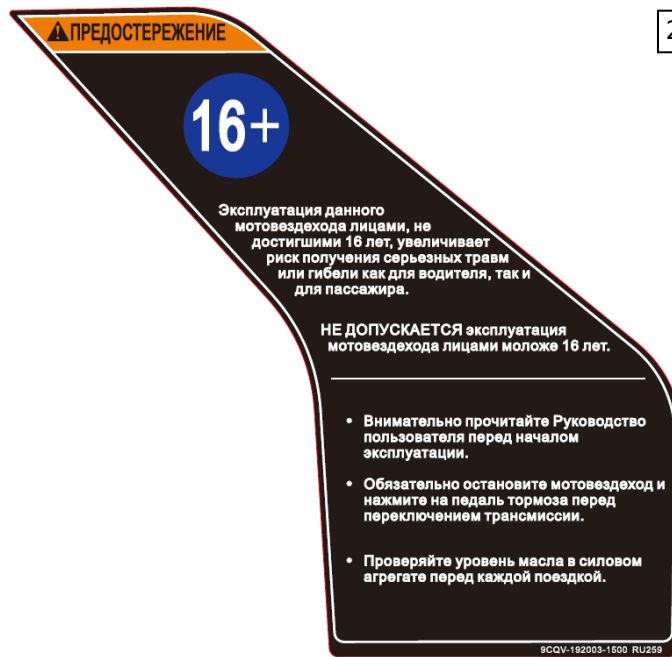 ПРЕДОСТЕРЕЖЕНИЕ
16+
Эксплуатация данного
мотовездехода лицами, не
достигшими 16 лет, увеличивает
риск получения серьезных травм
или гибели как для водителя, так и
для пассажира.
НЕ ДОПУСКАЕТСЯ эксплуатация
мотовездехода лицами моложе 16 лет.
• Внимательно прочитайте Руководство
пользователя перед началом
эксплуатации.
• Обязательно остановите мотовездеход и
нажмите на педаль тормоза перед
переключением трансмиссии.
• Проверяйте уровень масла в силовом
агрегате перед каждой поездкой.
9CQV-192003-1500 RU259